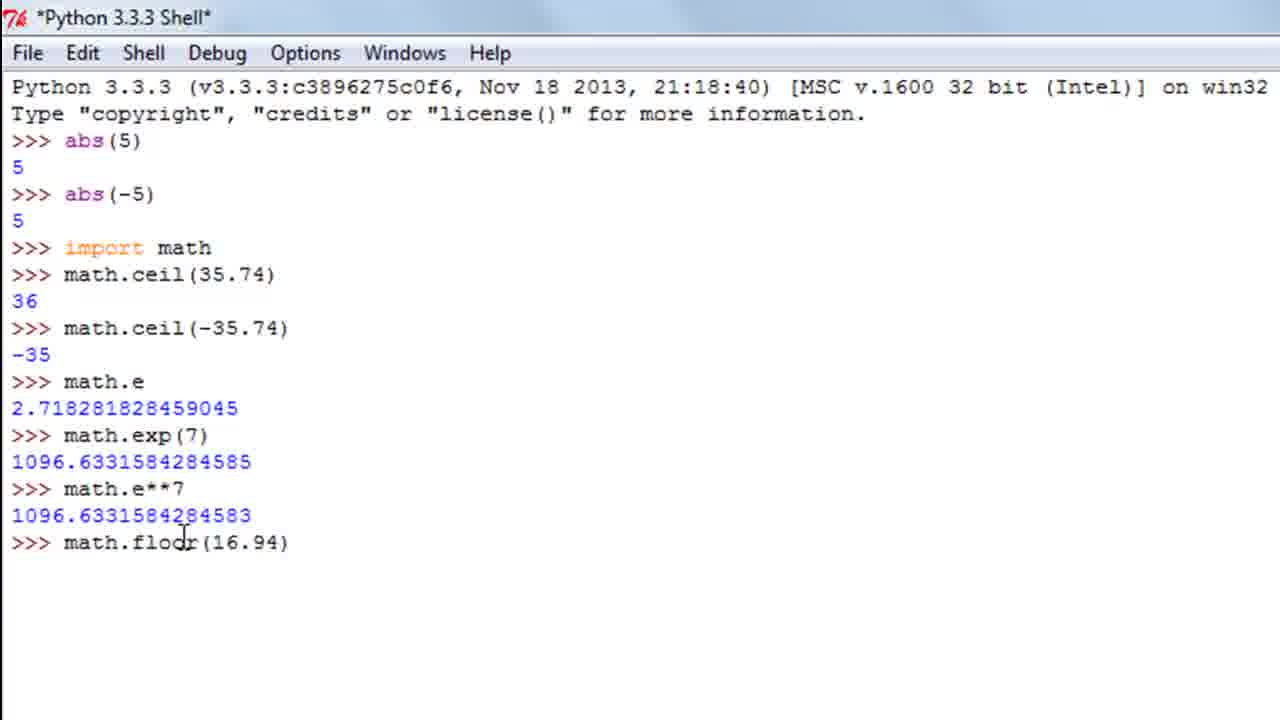 *Python 3.3.3 Shell*
File Edit Shell Debug Options Windows Help
Python 3.3.3 (v3.3.3:c3896275c0f6, Nov 18 2013, 21:18:40) [MSC v.1600 32 bit (Intel)] on win32
Type "copyright", "credits" or "license()" for more information.
>>> abs(5)
5
>>> abs(-5)
5
>>> import math
>>> math.ceil(35.74)
36
>>> math.ceil(-35.74)
-35
>>> math.e
2.718281828459045
>>> math.exp(7)
1096.6331584284585
>>> math.e**7
1096.6331584284583
>>> math.floor(16.94)